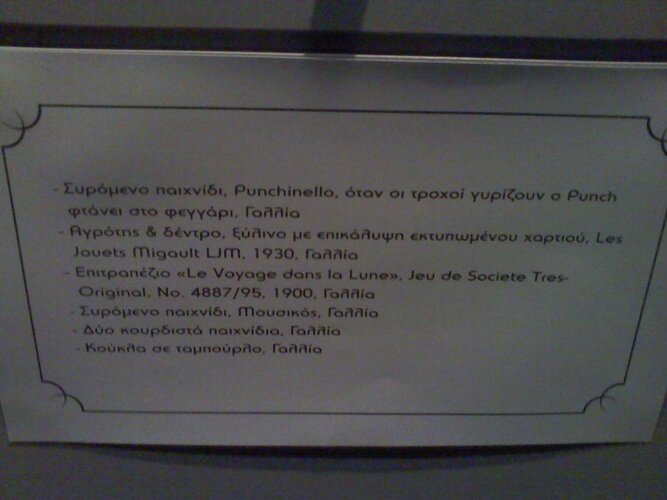 - Συρόμενο παιχνίδι, Punchinello, όταν οι τροχοί γυρίζουν ο Punch
φτάνει στο φεγγάρι, Γαλλία
- Αγρότης & δέντρο, ξύλινο με επικάλυψη εκτυπωμένου χαρτιού, Les
Jouets Migault LJM, 1930, Γαλλία
- Επιτραπέζιο «Le Voyage dans la Lune», Jeu de Societe Tres-
Original, No. 4887/95, 1900, Γαλλία
- Συρόμενο παιχνίδι, Μουσικός, Γαλλία
- Δύο κουρδιστά παιχνίδια, Γαλλία
- Κούκλα σε ταμπούρλο, Γαλλία